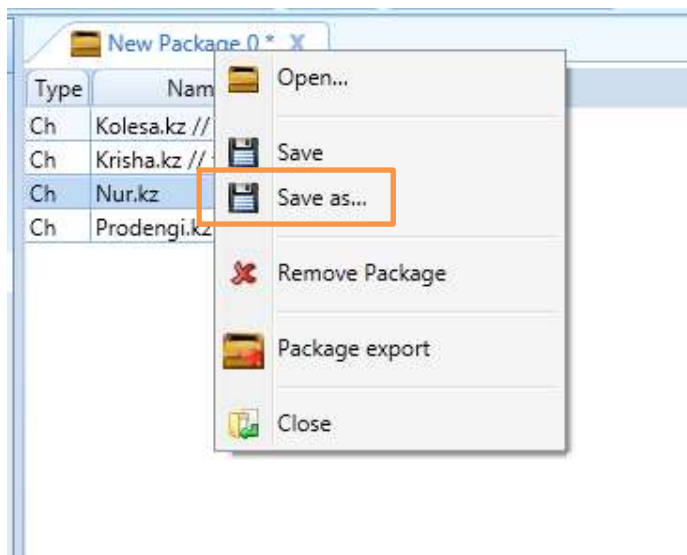 New Package 0 * X
Type Nam
Open...
Ch Kolesa.kz //
Save
Ch Krisha.kz //
Ch Nur.kz
Save as...
Ch Prodengi.kz
Remove Package
Package export
Close